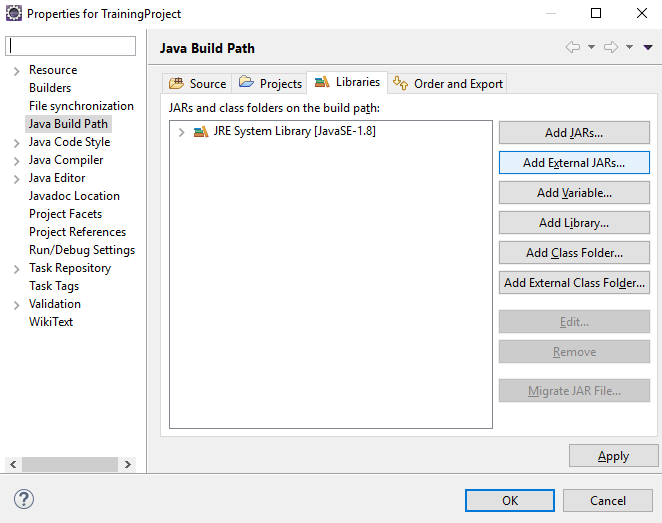 Properties for TrainingProject
Resource
Builders
File synchronization
Java Build Path
Java Code Style
Java Compiler
Java Editor
Javadoc Location
Project Facets
Project References
Run/Debug Settings
Task Repository
Task Tags
Validation
WikiText
Java Build Path
Source Projects Libraries Order and Export
JARs and class folders on the build path:
JRE System Library [JavaSE-1.8]
Add JARs...
Add External JARs...
Add Variable...
Add Library...
Add Class Folder...
Add External Class Folder...
Edit...
Remove
Migrate JAR File...
Apply
?
OK Cancel